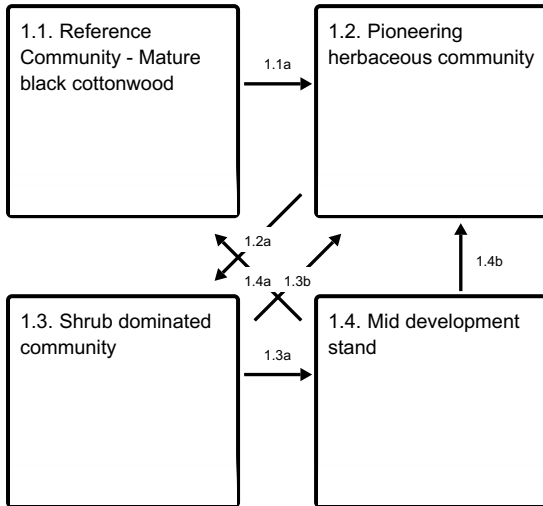 1.1. Reference
Community - Mature
black cottonwood
1.1a
1.2. Pioneering
herbaceous community
1.2a
1.4a
1.3b
1.4b
1.3. Shrub dominated
community
1.3a
1.4. Mid development
stand